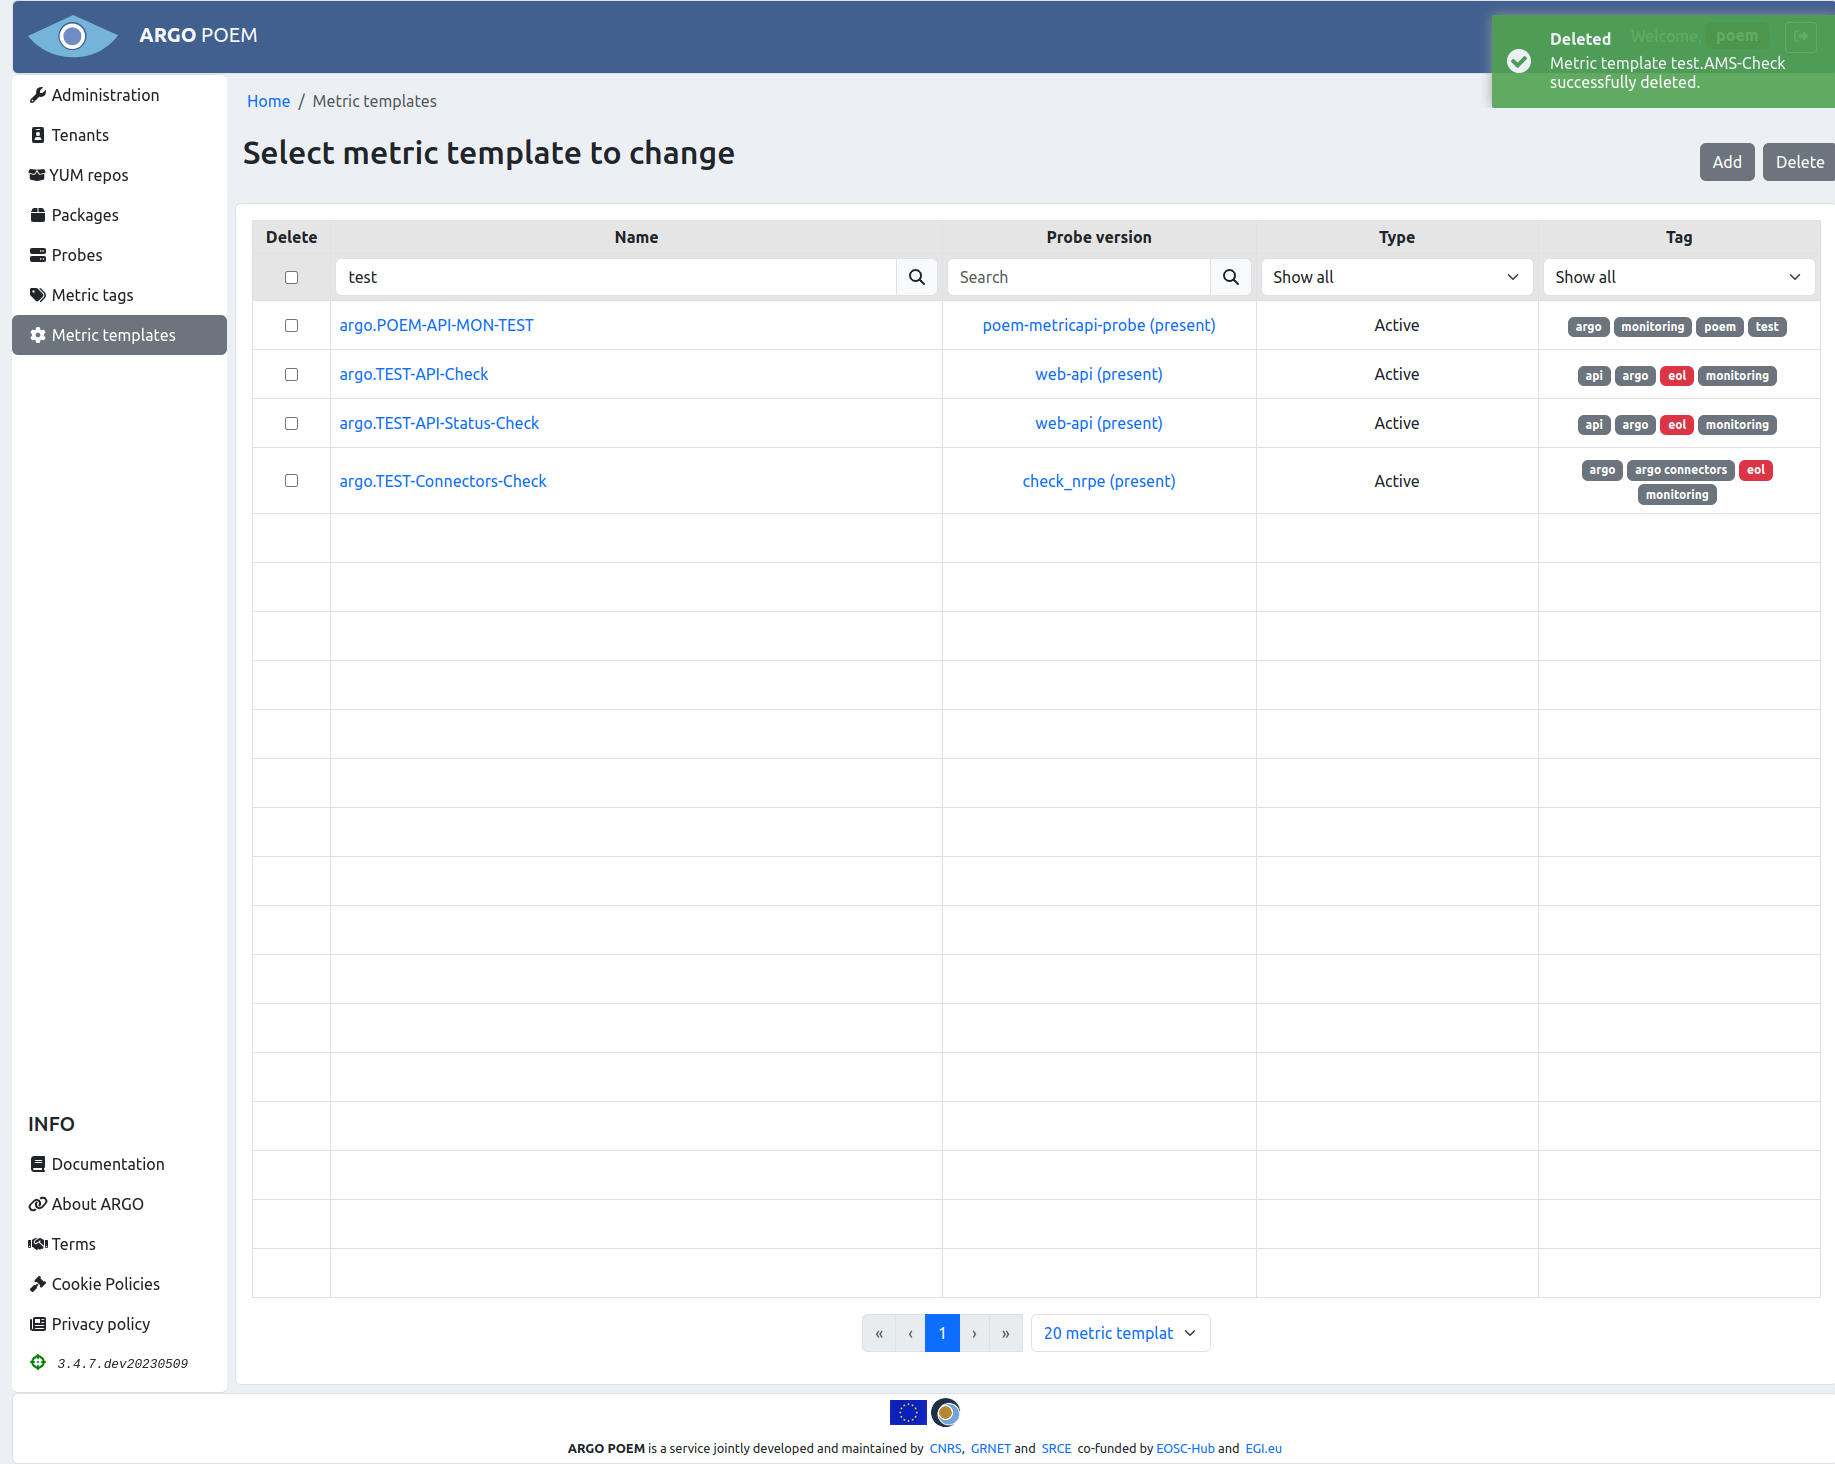 ARGO POEM
Welcome, poem
Deleted
Metric template test.AMS-Check
successfully deleted.
Administration
Tenants
YUM repos
Packages
Probes
Metric tags
Metric templates
Home / Metric templates
Select metric template to change
Add Delete
Delete Name Probe version Type Tag
test Search Show all Show all
argo.POEM-API-MON-TEST poem-metricapi-probe (present) Active argo monitoring poem test
argo.TEST-API-Check web-api (present) Active api argo eol monitoring
argo.TEST-API-Status-Check web-api (present) Active api argo eol monitoring
argo.TEST-Connectors-Check check_nrpe (present) Active argo argo connectors eol
monitoring
« ‹ 1 › » 20 metric templat
INFO
Documentation
About ARGO
Terms
Cookie Policies
Privacy policy
3.4.7.dev20230509
ARGO POEM is a service jointly developed and maintained by CNRS, GRNET and SRCE co-funded by EOSC-Hub and EGI.eu